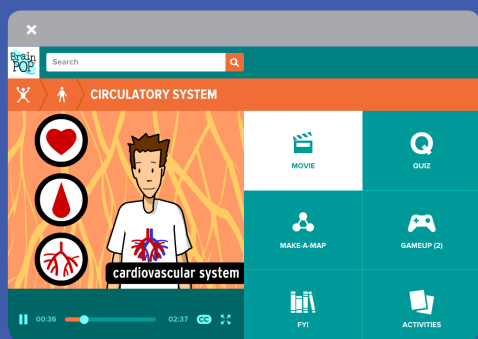 Brain
POP
Search
CIRCULATORY SYSTEM
cardiovascular system
00:36
02:37
CC
MOVIE
Q
QUIZ
MAKE-A-MAP
GAMEUP (2)
FYI
ACTIVITIES